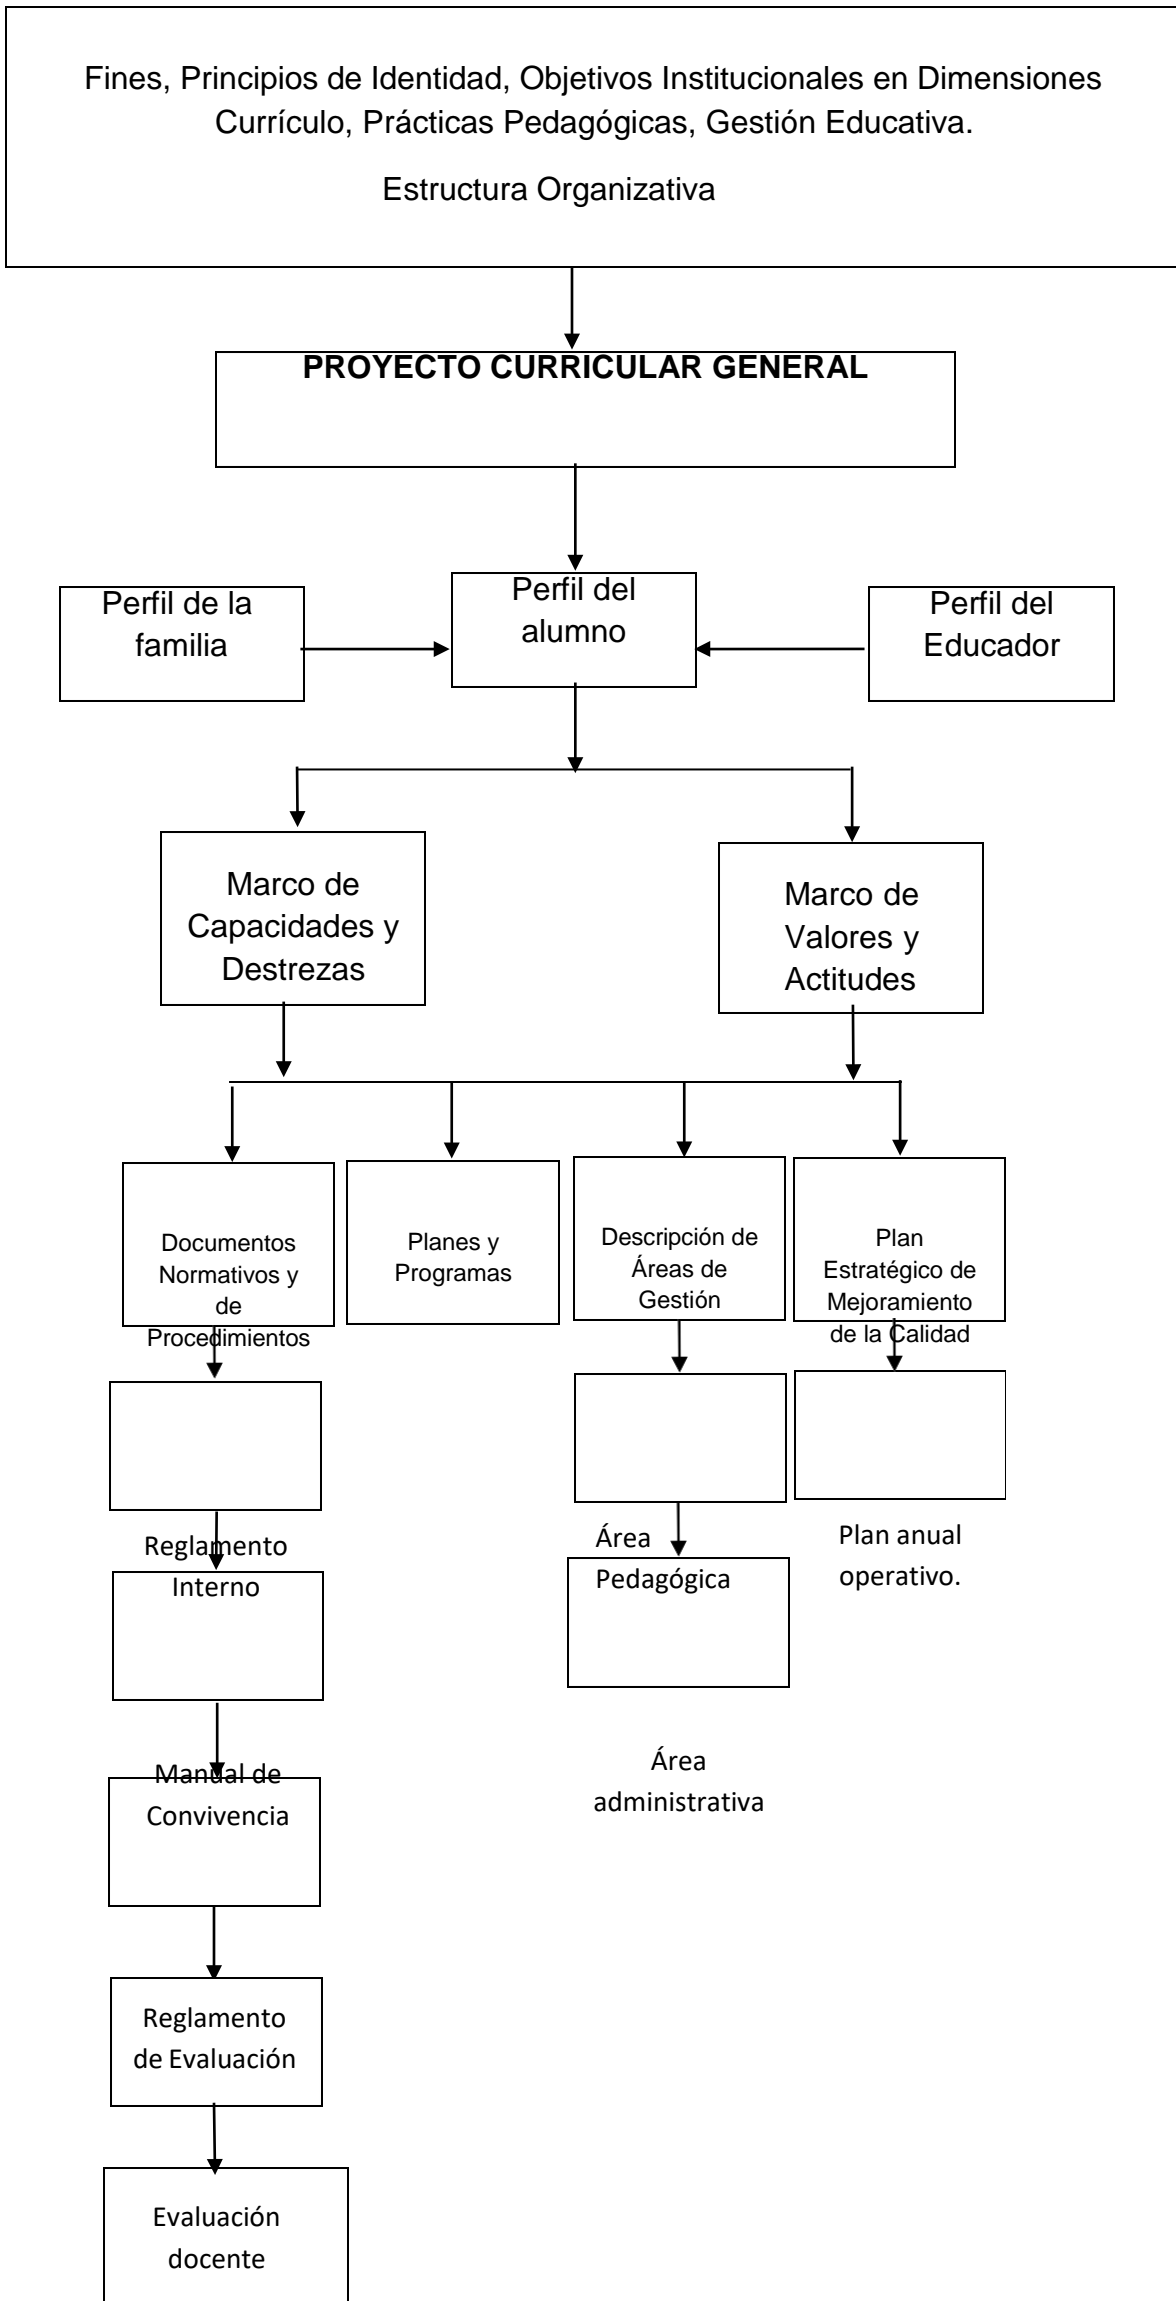 Fines, Principios de Identidad, Objetivos Institucionales en Dimensiones
Currículo, Prácticas Pedagógicas, Gestión Educativa.
Estructura Organizativa
PROYECTO CURRICULAR GENERAL
Perfil de la
familia
Perfil del
alumno
Perfil del
Educador
Marco de
Capacidades y
Destrezas
Marco de
Valores y
Actitudes
Documentos
Normativos y
de
Procedimientos
Planes y
Programas
Descripción de
Áreas de
Gestión
Plan
Estratégico de
Mejoramiento
de la Calidad
Reglamento
Interno
Área
Pedagógica
Plan anual
operativo.
Manual de
Convivencia
Área
administrativa
Reglamento
de Evaluación
Evaluación
docente